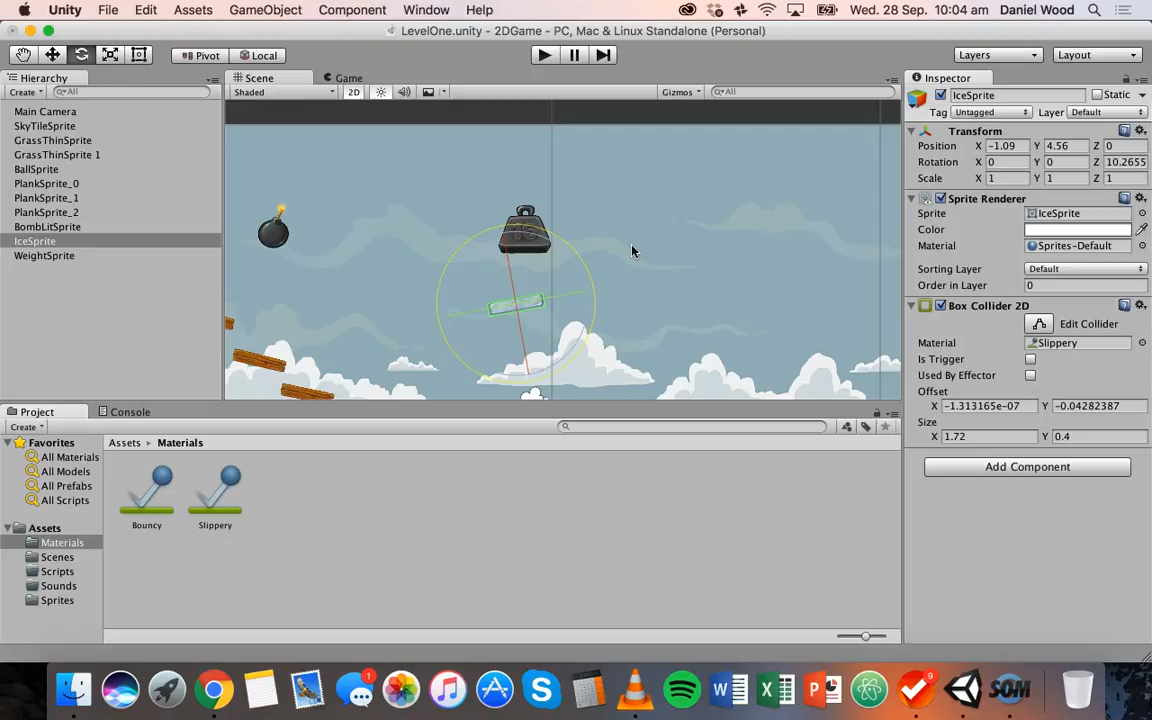 Unity File Edit Assets GameObject Component Window Help Wed. 28 Sep. 10:04 am Daniel Wood
LevelOne.unity - 2DGame - PC, Mac & Linux Standalone (Personal)
Pivot Local Layers Layout
Hierarchy
Create All
Main Camera
SkyTileSprite
GrassThinSprite
GrassThinSprite 1
BallSprite
PlankSprite_0
PlankSprite_1
PlankSprite_2
BombLitSprite
IceSprite
WeightSprite
Scene Game
Shaded 2D Gizmos All
Inspector
IceSprite Static
Tag Untagged Layer Default
Transform
Position X -1.09 Y 4.56 Z 0
Rotation X 0 Y 0 Z 10.2655
Scale X 1 Y 1 Z 1
Sprite Renderer
Sprite IceSprite
Color
Material Sprites-Default
Sorting Layer Default
Order in Layer 0
Box Collider 2D
Edit Collider
Material Slippery
Is Trigger
Used By Effector
Offset
X -1.313165e-07 Y -0.04282387
Size
X 1.72 Y 0.4
Add Component
Project Console
Create
Favorites
All Materials
All Models
All Prefabs
All Scripts
Assets
Materials
Scenes
Scripts
Sounds
Sprites
Assets Materials
Bouncy Slippery
1
9
SOM